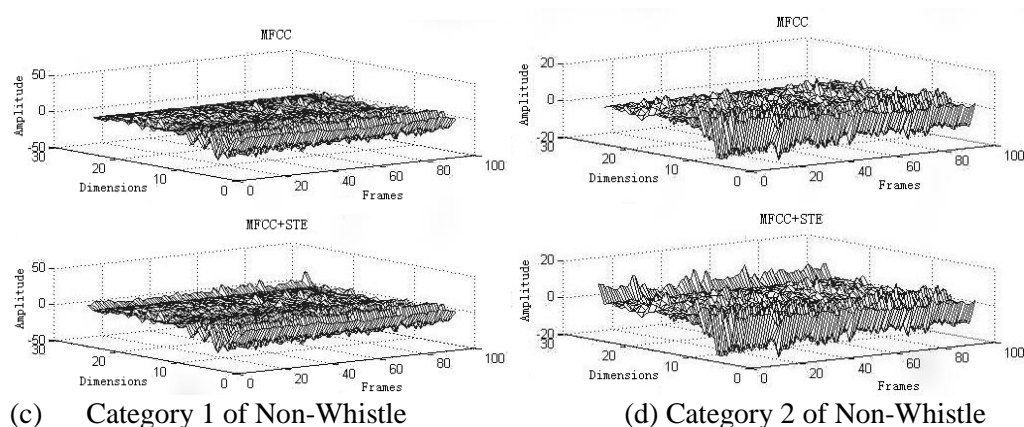 MFCC
50
0
-50
30
20
10
0
0
20
40
60
80
100
Amplitude
Dimensions
Frames
MFCC
20
0
-20
30
20
10
0
0
20
40
60
80
100
Amplitude
Dimensions
Frames
MFCC+STE
50
0
-50
30
20
10
0
0
20
40
60
80
100
Amplitude
Dimensions
Frames
MFCC+STE
20
0
-20
30
20
10
0
0
20
40
60
80
100
Amplitude
Dimensions
Frames
(c) Category 1 of Non-Whistle
(d) Category 2 of Non-Whistle